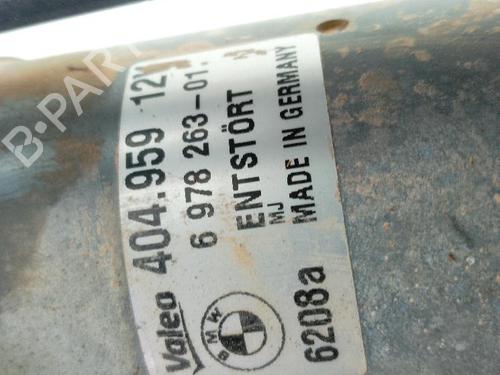 Valeo 404.959 12V
6 978 263-01
ENTSTÖRT
MJ
MADE IN GERMANY
BMW
6208a
B-PARTS